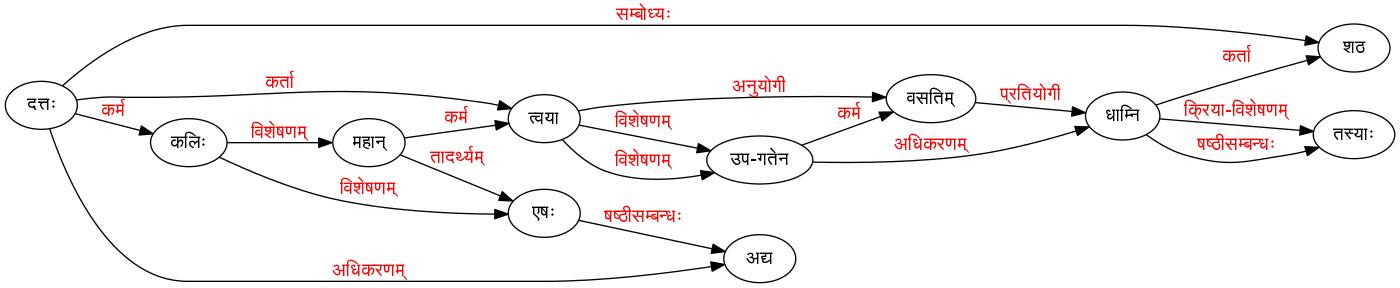 सम्बोध्यः
शठ
कर्ता
दत्तः
कर्ता
कर्म
त्वया
अनुयोगी
वसतिम्
प्रतियोगी
धाम्नि
क्रिया-विशेषणम्
तस्याः
षष्ठीसम्बन्धः
कलिः
विशेषणम्
महान्
कर्म
विशेषणम्
विशेषणम्
उप-गतेन
कर्म
अधिकरणम्
तादर्थ्यम्
विशेषणम्
एषः
षष्ठीसम्बन्धः
अद्य
अधिकरणम्